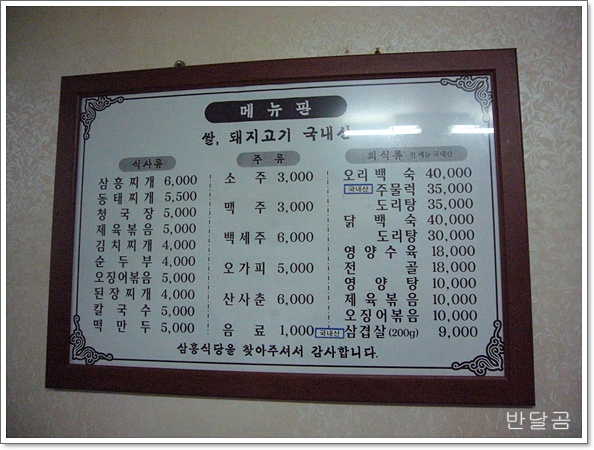 메뉴판
쌀, 돼지고기 국내산
식사류
삼흥찌개 6,000
동태찌개 5,500
청국장 5,000
제육볶음 5,000
김치찌개 4,000
순두부 4,000
오징어볶음 5,000
된장찌개 4,000
칼국수 5,000
떡만두 5,000
주류
소주 3,000
맥주 3,000
백세주 6,000
오가피 5,000
산사춘 6,000
음료 1,000
회식류 전메뉴 국내산
오리백숙 40,000
국내산 주물럭 35,000
도리탕 35,000
닭백숙 40,000
도리탕 30,000
영양수육 18,000
전골 18,000
영양탕 10,000
제육볶음 10,000
오징어볶음 10,000
국내산 삼겹살(200g) 9,000
삼흥식당을 찾아주셔서 감사합니다.
반달곰